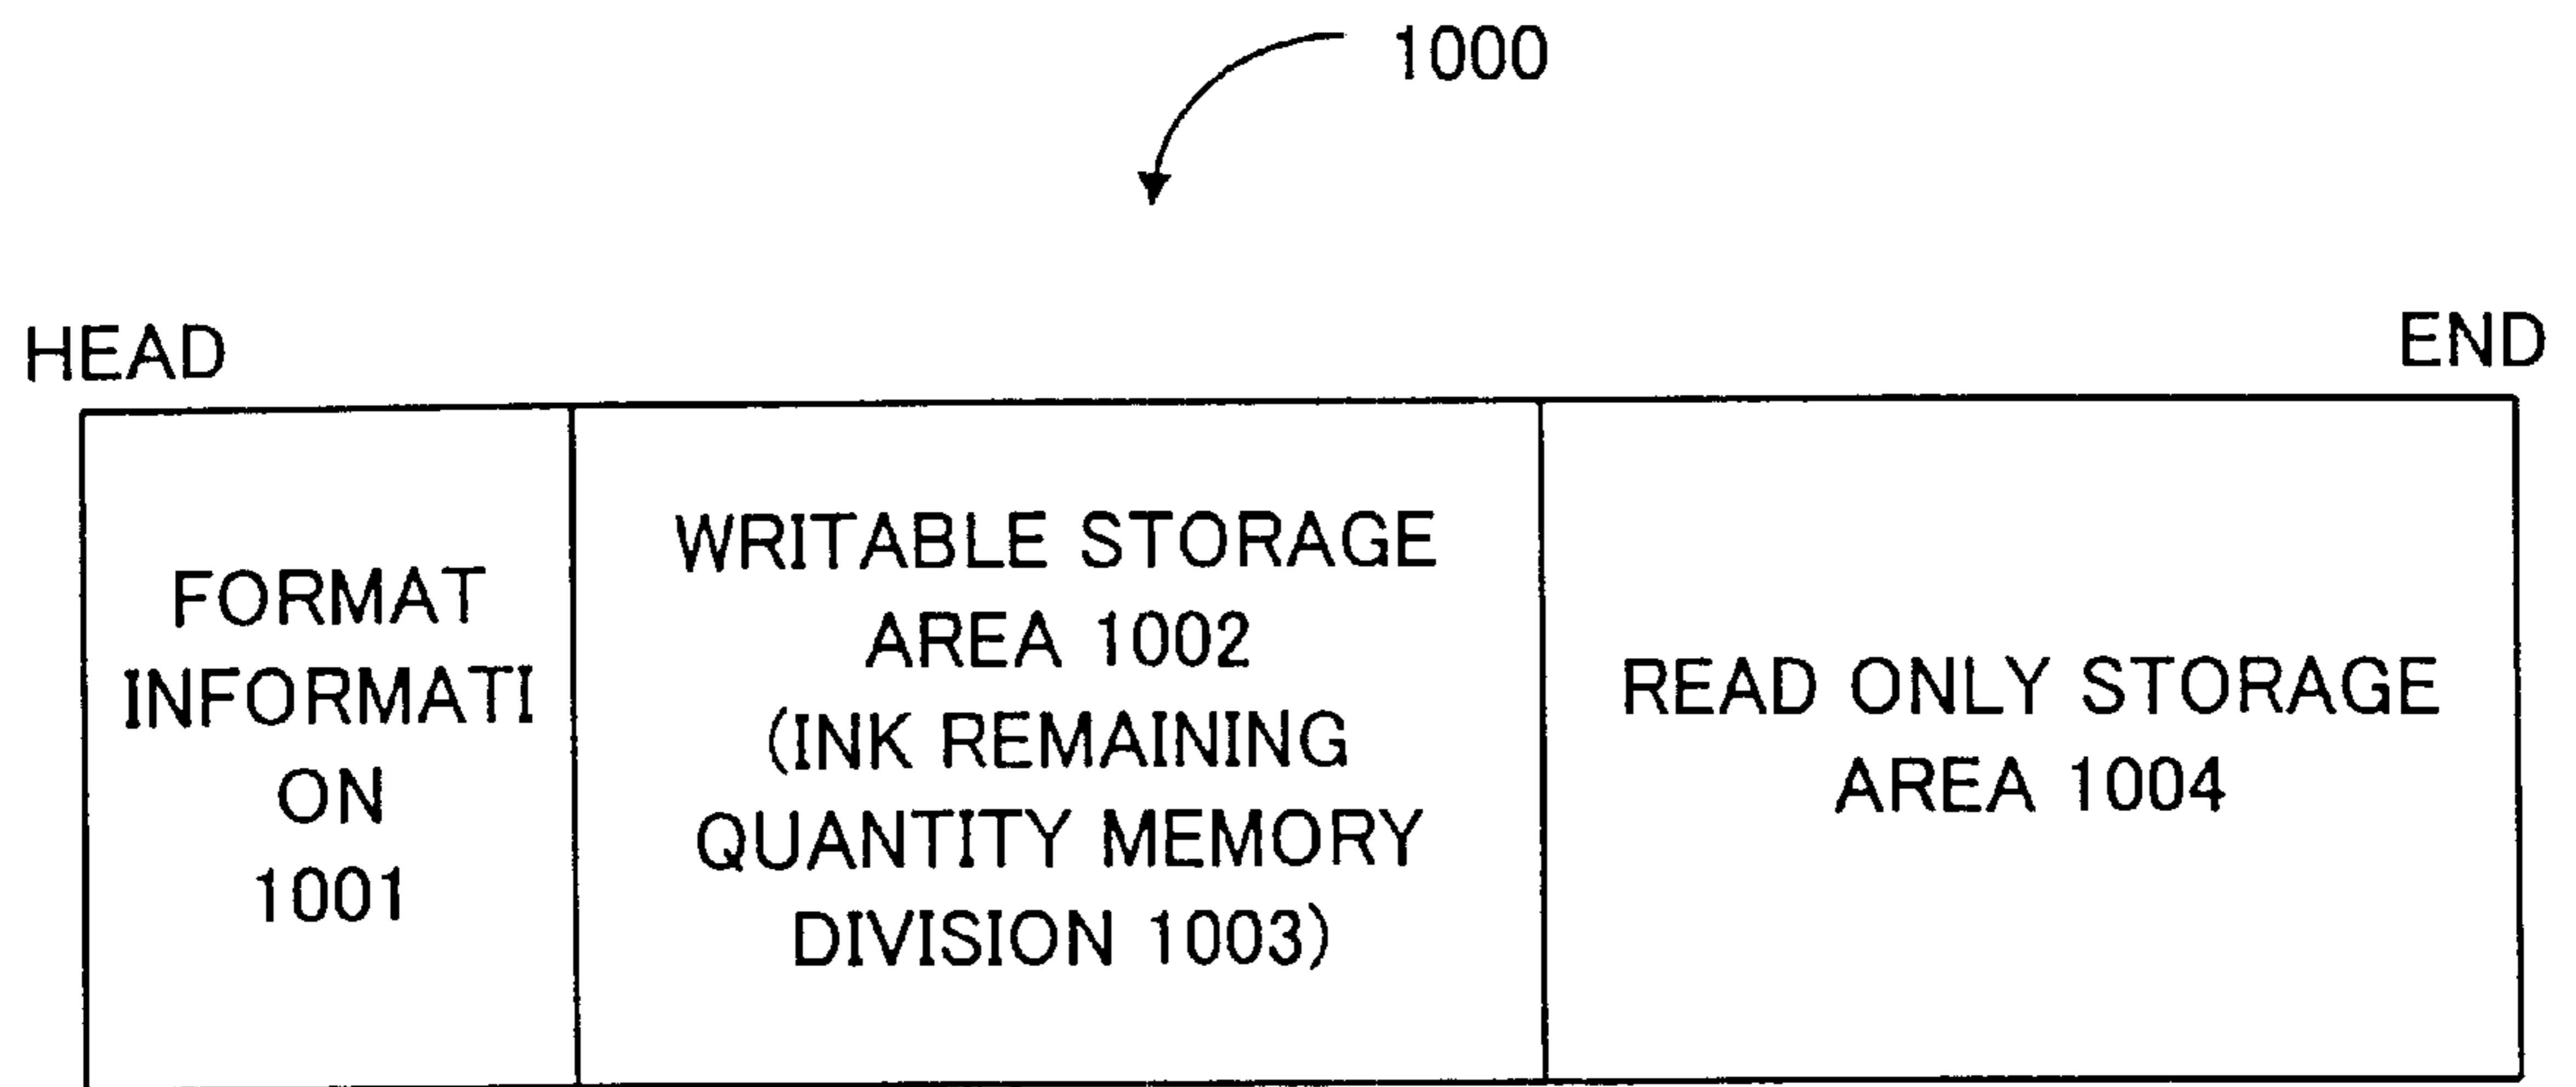 1000
HEAD
END
FORMAT
INFORMATI
ON
1001
WRITABLE STORAGE
AREA 1002
(INK REMAINING
QUANTITY MEMORY
DIVISION 1003)
READ ONLY STORAGE
AREA 1004